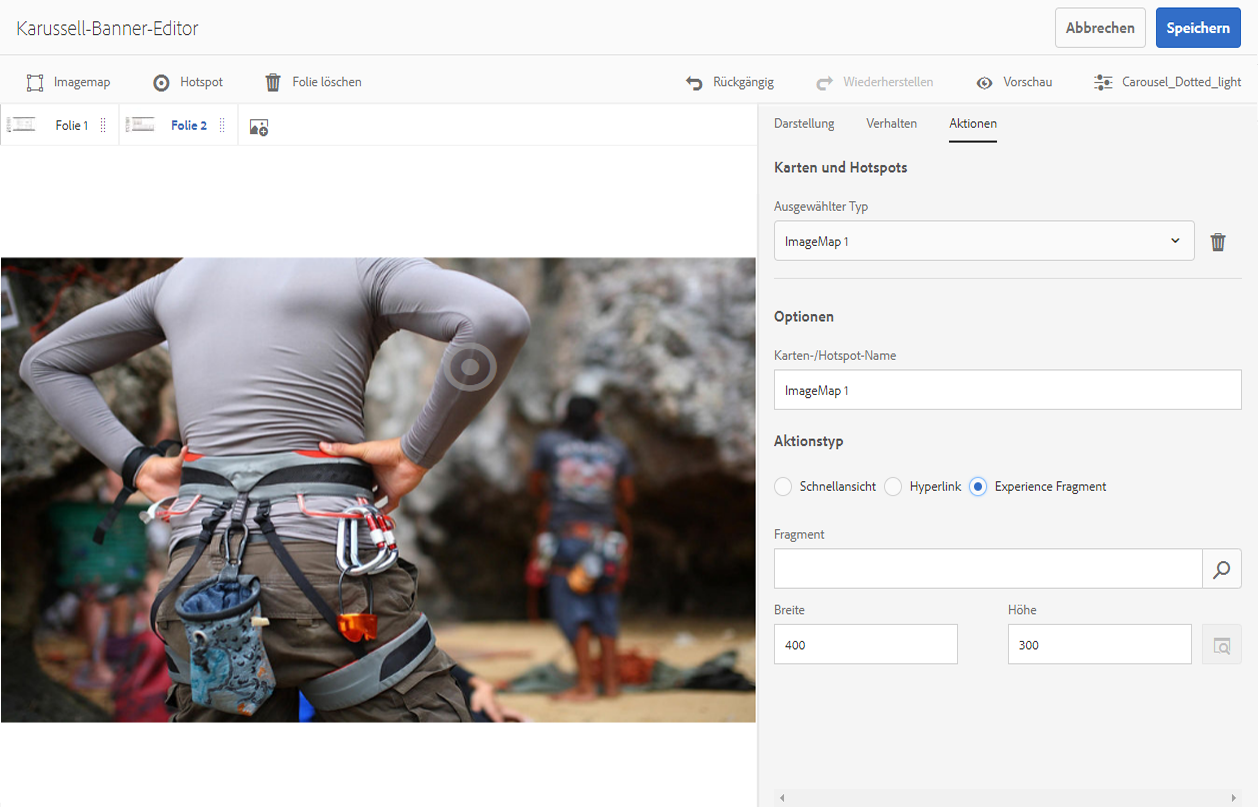 Karussell-Banner-Editor
Abbrechen
Speichern
Imagemap
Hotspot
Folie löschen
Rückgängig
Wiederherstellen
Vorschau
Carousel_Dotted_light
Folie 1
Folie 2
Darstellung
Verhalten
Aktionen
Karten und Hotspots
Ausgewählter Typ
ImageMap 1
Optionen
Karten-/Hotspot-Name
ImageMap 1
Aktionstyp
Schnellansicht
Hyperlink
Experience Fragment
Fragment
Breite
Höhe
400
300